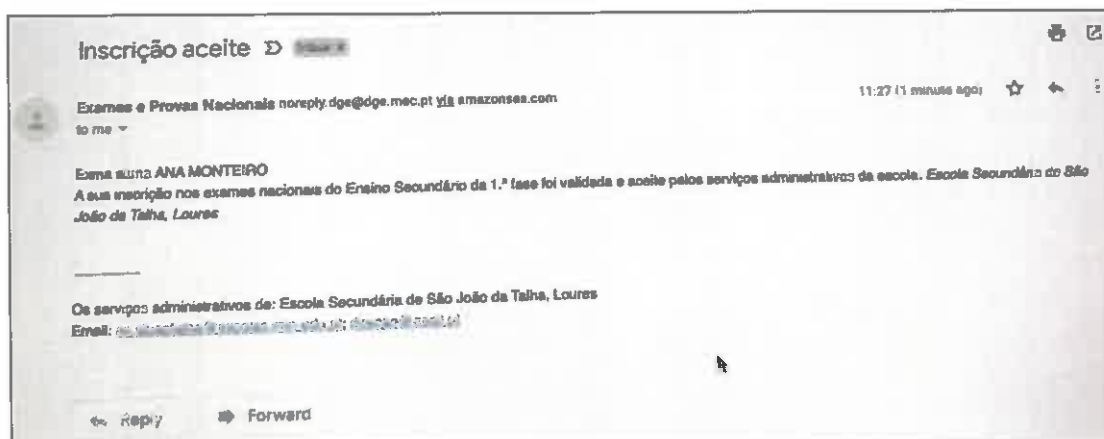 Inscrição aceite
Exames e Provas Nacionais noreply.dge@dge.mec.pt via amazonses.com
11:27 (1 minute ago)
to me
Exma aluna ANA MONTEIRO
A sua inscrição nos exames nacionais do Ensino Secundário da 1.ª fase foi validada e aceite pelos serviços administrativos da escola. Escola Secundária de São
João da Talha, Loures
Os serviços administrativos de: Escola Secundária de São João da Talha, Loures
Email:
Reply
Forward